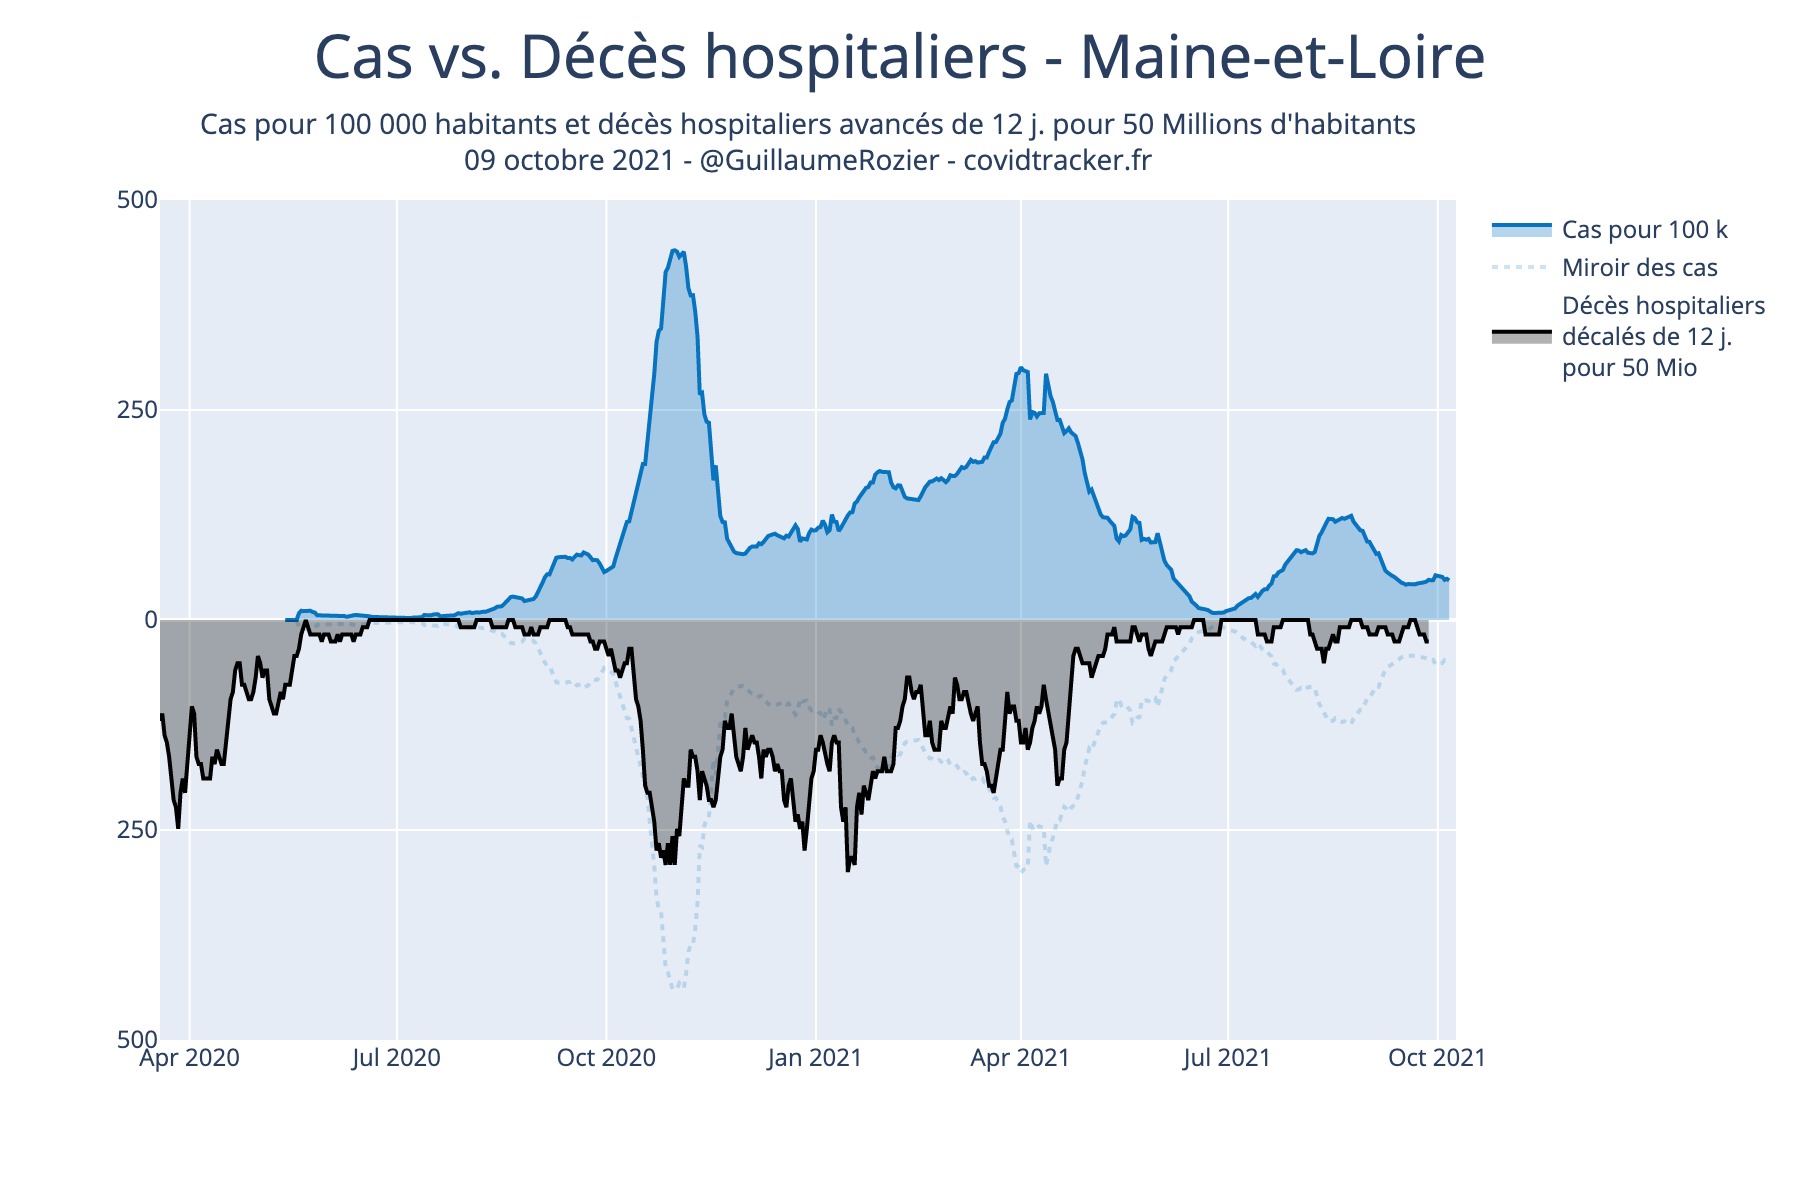 Cas vs. Décès hospitaliers - Maine-et-Loire
Cas pour 100 000 habitants et décès hospitaliers avancés de 12 j. pour 50 Millions d'habitants
09 octobre 2021 - @GuillaumeRozier - covidtracker.fr
500
250
0
250
500
Apr 2020
Jul 2020
Oct 2020
Jan 2021
Apr 2021
Jul 2021
Oct 2021
Cas pour 100 k
Miroir des cas
Décès hospitaliers
décalés de 12 j.
pour 50 Mio